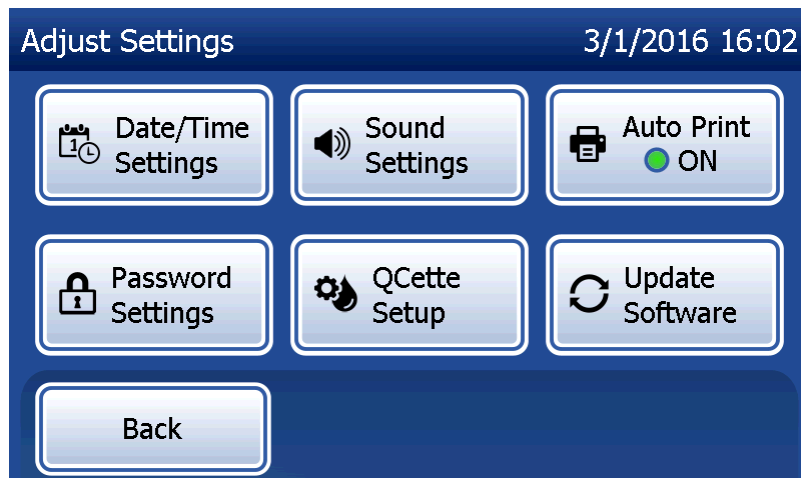 Adjust Settings 3/1/2016 16:02
Date/Time
Settings
Sound
Settings
Auto Print
ON
Password
Settings
QCette
Setup
Update
Software
Back